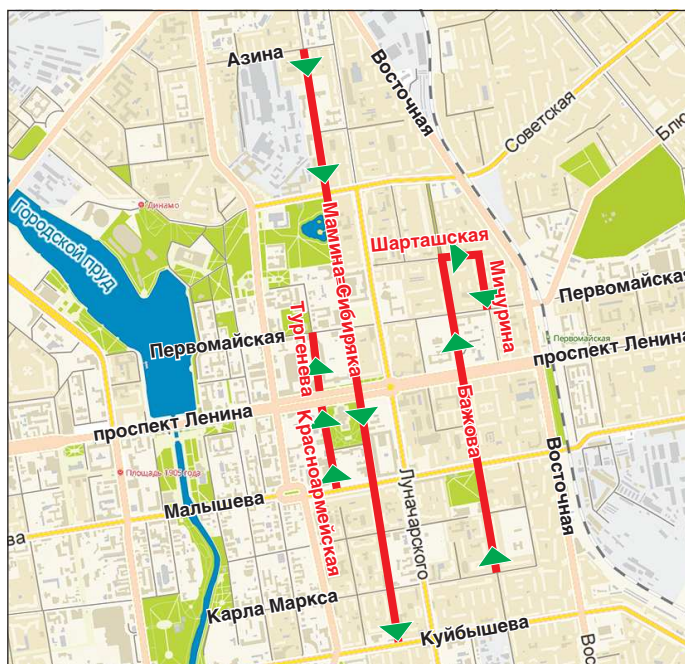 Азина
Восточная
Советская
Блю
Динамо
Городской пруд
Мамина=Сибиряка
Шарташская
Мичурина
Первомайская
Первомайская
Тургенева
Первомайская
проспект Ленина
проспект Ленина
Бажова
Красноармейская
Восточная
Площадь 1905 года
Малышева
ва
Луначарского
Карла Маркса
Куйбышева
Вос